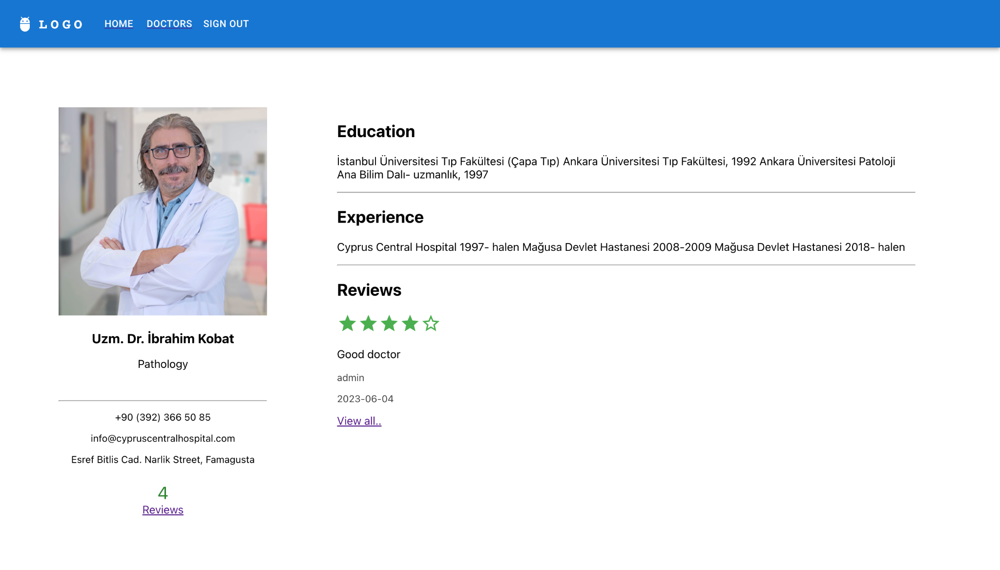 LOGO HOME DOCTORS SIGN OUT
Uzm. Dr. İbrahim Kobat
Pathology
+90 (392) 366 50 85
info@cypruscentralhospital.com
Esref Bitlis Cad. Narlik Street, Famagusta
4
Reviews
Education
İstanbul Üniversitesi Tıp Fakültesi (Çapa Tıp) Ankara Üniversitesi Tıp Fakültesi, 1992 Ankara Üniversitesi Patoloji
Ana Bilim Dalı- uzmanlık, 1997
Experience
Cyprus Central Hospital 1997- halen Mağusa Devlet Hastanesi 2008-2009 Mağusa Devlet Hastanesi 2018- halen
Reviews
Good doctor
admin
2023-06-04
View all..